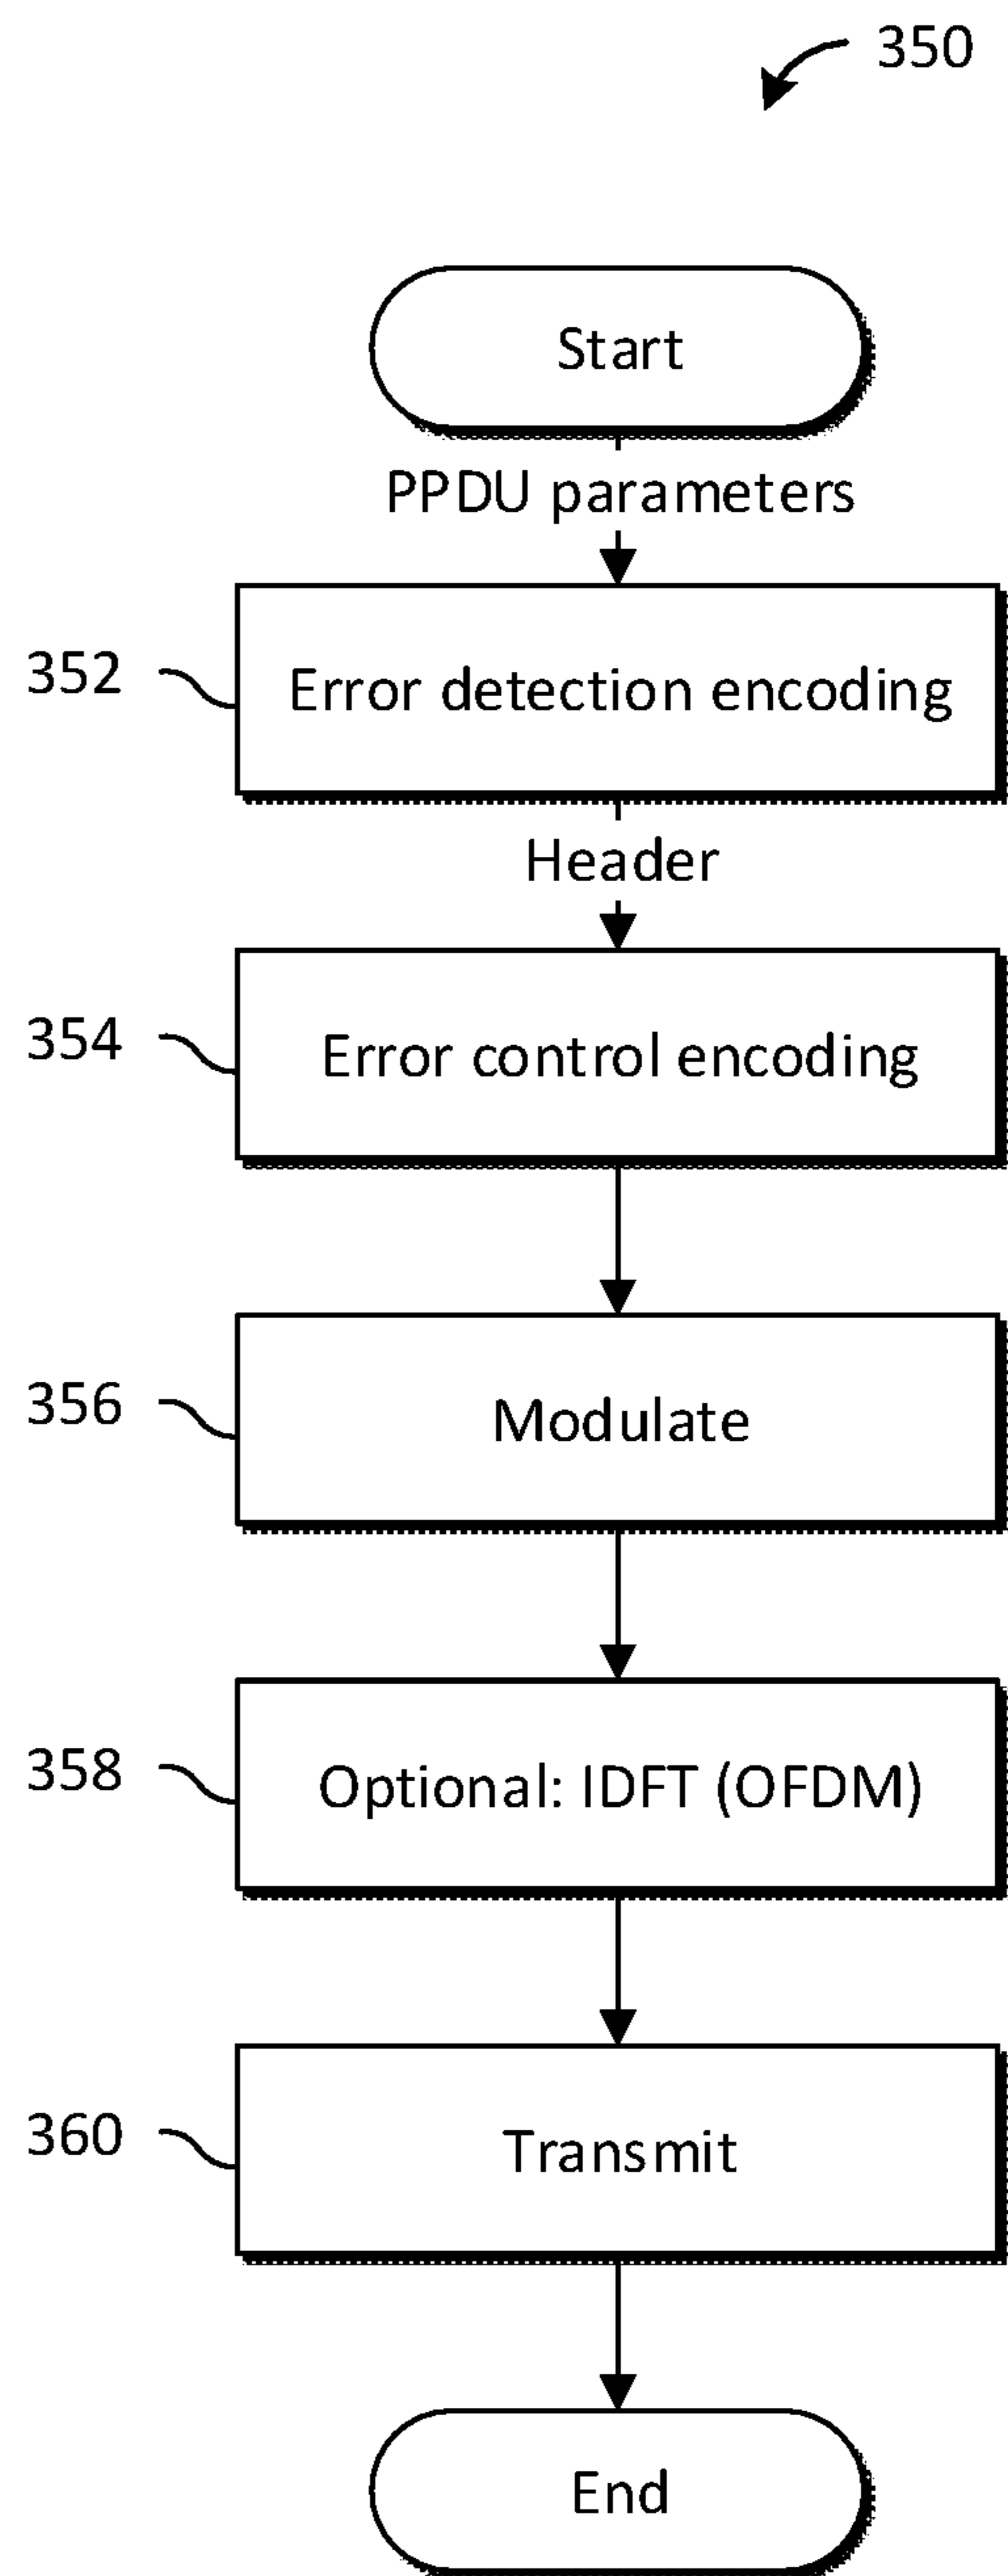 350
Start
PPDU parameters
352
Error detection encoding
Header
354
Error control encoding
356
Modulate
358
Optional: IDFT (OFDM)
360
Transmit
End